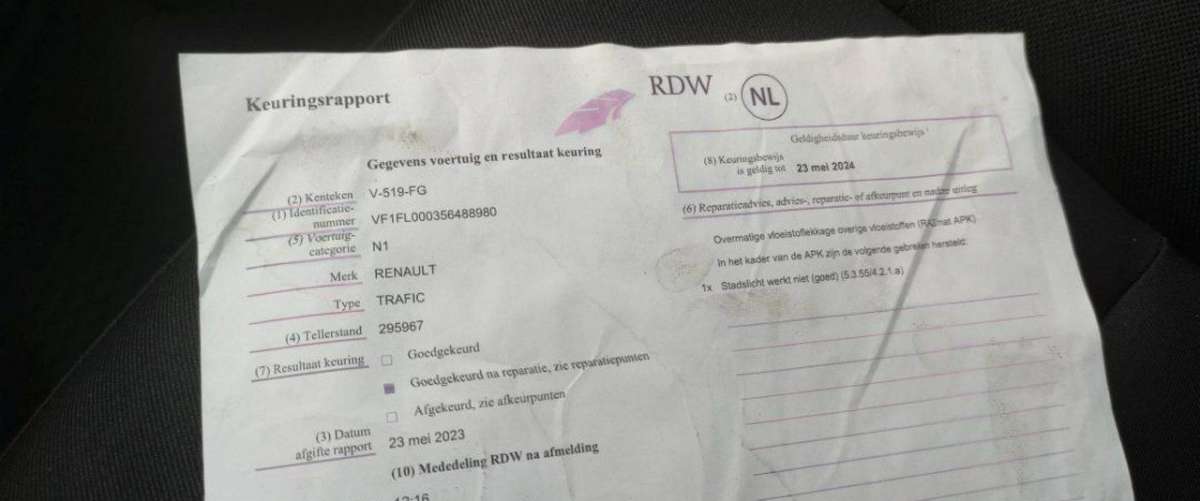 Keuringsrapport
RDW (2) NL
Gegevens voertuig en resultaat keuring
(2) Kenteken V-519-FG
(1) Identificatie-
nummer VF1FL000356488980
(5) Voertuig-
categorie N1
Merk RENAULT
Type TRAFIC
(4) Tellerstand 295967
(7) Resultaat keuring
Goedgekeurd
Goedgekeurd na reparatie, zie reparatiepunten
Afgekeurd, zie afkeurpunten
(3) Datum
afgifte rapport 23 mei 2023
(10) Mededeling RDW na afmelding
12:16
Geldigheidsduur keuringsbewijs
(8) Keuringsbewijs
is geldig tot 23 mei 2024
(6) Reparatieadvies, advies-, reparatie- of afkeurpunt en nadere uitleg
Overmatige vloeistoflekkage overige vloeistoffen (RA2mat APK)
In het kader van de APK zijn de volgende gebreken hersteld:
1x Stadslicht werkt niet (goed) (5.3.55/4.2.1.a)